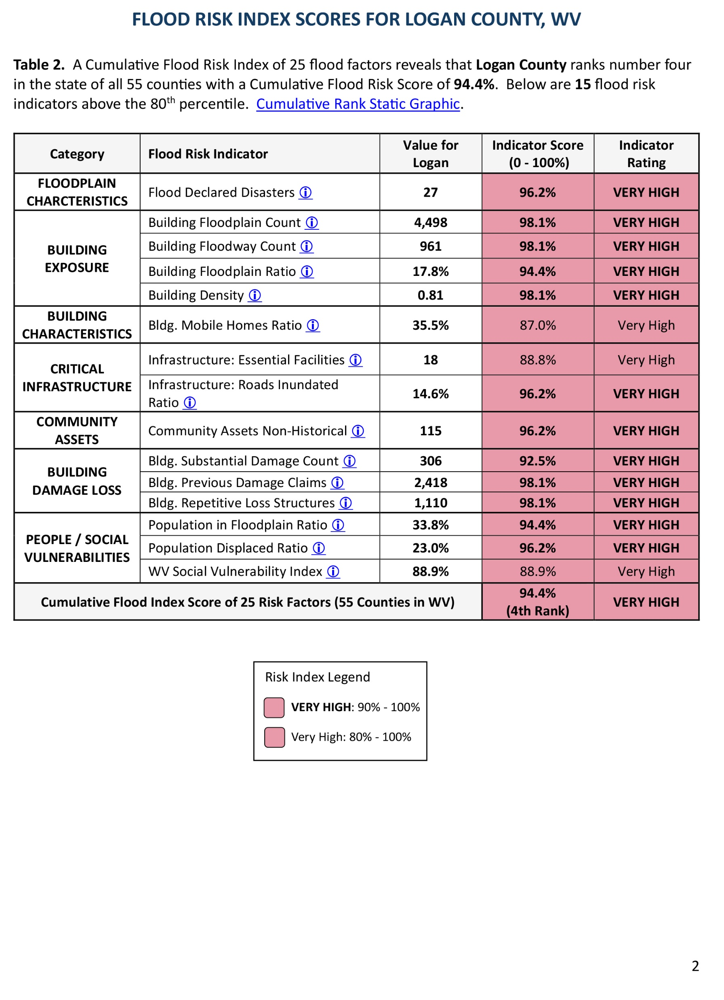 FLOOD RISK INDEX SCORES FOR LOGAN COUNTY, WV
Table 2. A Cumulative Flood Risk Index of 25 flood factors reveals that Logan County ranks number four
in the state of all 55 counties with a Cumulative Flood Risk Score of 94.4%. Below are 15 flood risk
indicators above the 80th percentile. Cumulative Rank Static Graphic.
Category Flood Risk Indicator Value for Logan Indicator Score (0 - 100%) Indicator Rating
FLOODPLAIN CHARCTERISTICS Flood Declared Disasters ⓘ 27 96.2% VERY HIGH
BUILDING EXPOSURE Building Floodplain Count ⓘ 4,498 98.1% VERY HIGH
Building Floodway Count ⓘ 961 98.1% VERY HIGH
Building Floodplain Ratio ⓘ 17.8% 94.4% VERY HIGH
Building Density ⓘ 0.81 98.1% VERY HIGH
BUILDING CHARACTERISTICS Bldg. Mobile Homes Ratio ⓘ 35.5% 87.0% Very High
CRITICAL INFRASTRUCTURE Infrastructure: Essential Facilities ⓘ 18 88.8% Very High
Infrastructure: Roads Inundated Ratio ⓘ 14.6% 96.2% VERY HIGH
COMMUNITY ASSETS Community Assets Non-Historical ⓘ 115 96.2% VERY HIGH
BUILDING DAMAGE LOSS Bldg. Substantial Damage Count ⓘ 306 92.5% VERY HIGH
Bldg. Previous Damage Claims ⓘ 2,418 98.1% VERY HIGH
Bldg. Repetitive Loss Structures ⓘ 1,110 98.1% VERY HIGH
PEOPLE / SOCIAL VULNERABILITIES Population in Floodplain Ratio ⓘ 33.8% 94.4% VERY HIGH
Population Displaced Ratio ⓘ 23.0% 96.2% VERY HIGH
WV Social Vulnerability Index ⓘ 88.9% 88.9% Very High
Cumulative Flood Index Score of 25 Risk Factors (55 Counties in WV) 94.4% (4th Rank) VERY HIGH
Risk Index Legend
VERY HIGH: 90% - 100%
Very High: 80% - 100%
2